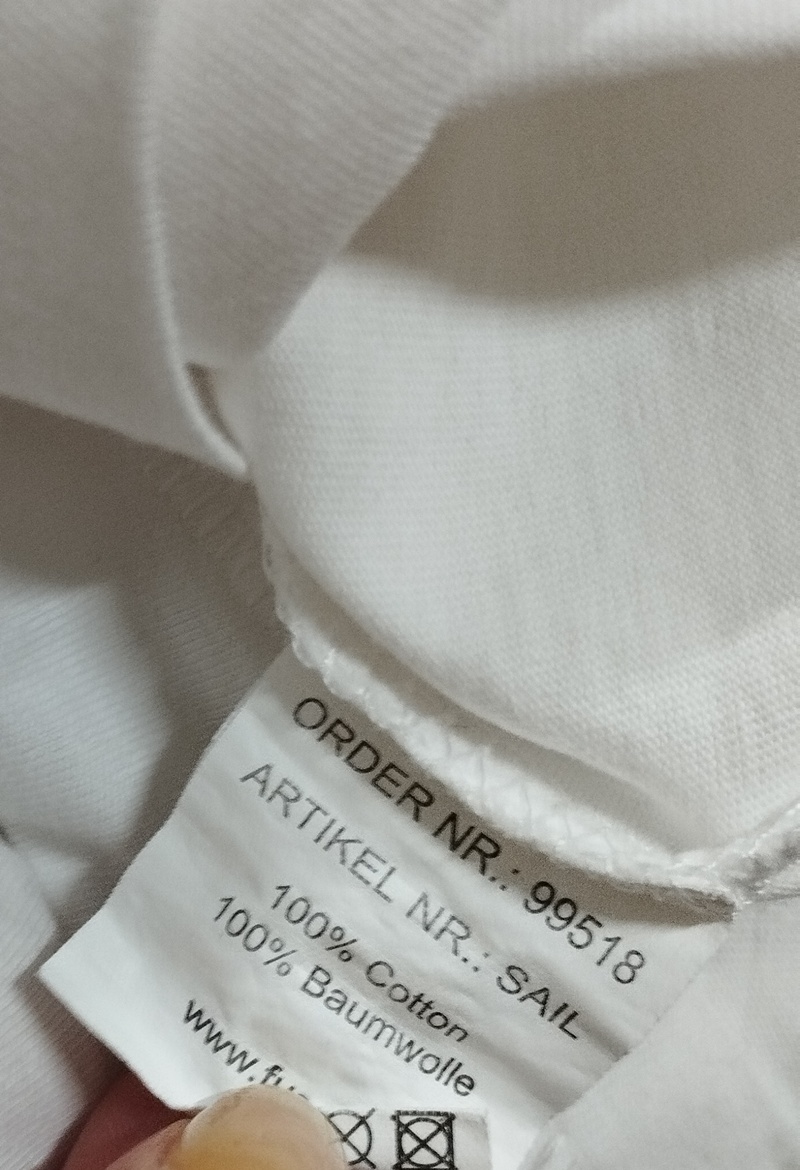 ORDER NR.: 99518
ARTIKEL NR.: SAIL
100% Cotton
100% Baumwolle